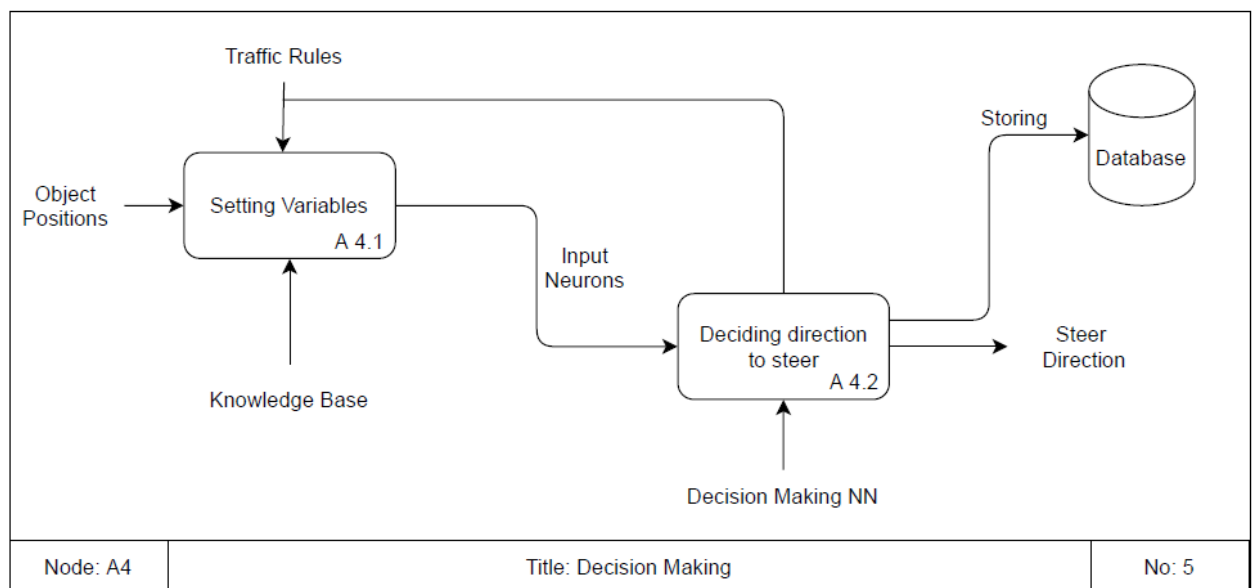 Traffic Rules
Storing
Database
Object
Positions
Setting Variables
A 4.1
Input
Neurons
Deciding direction
to steer
A 4.2
Steer
Direction
Knowledge Base
Decision Making NN
Node: A4
Title: Decision Making
No: 5